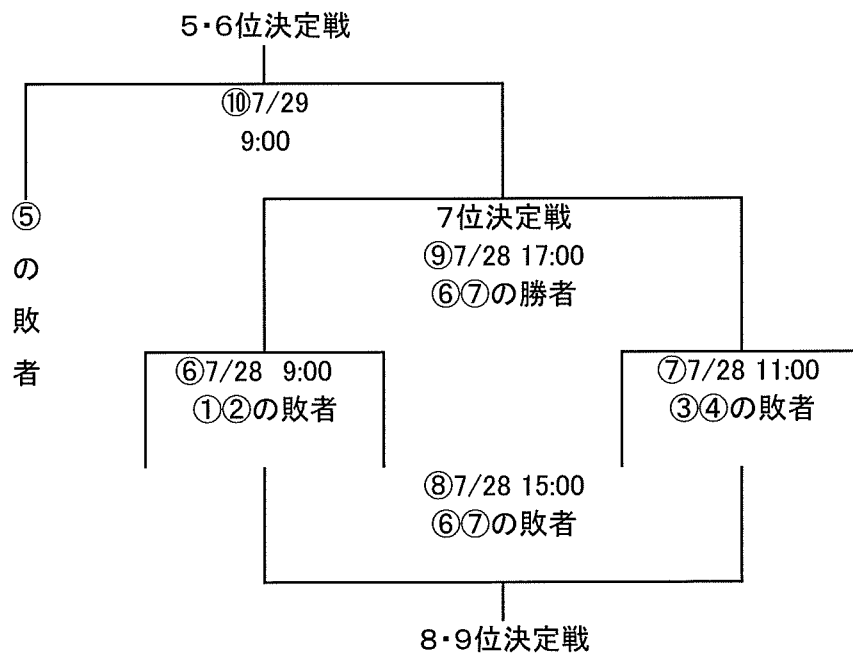 5・6位決定戦
⑩7/29
9:00
⑤の敗者
7位決定戦
⑨7/28 17:00
⑥⑦の勝者
⑥7/28 9:00
①②の敗者
⑦7/28 11:00
③④の敗者
⑧7/28 15:00
⑥⑦の敗者
8・9位決定戦